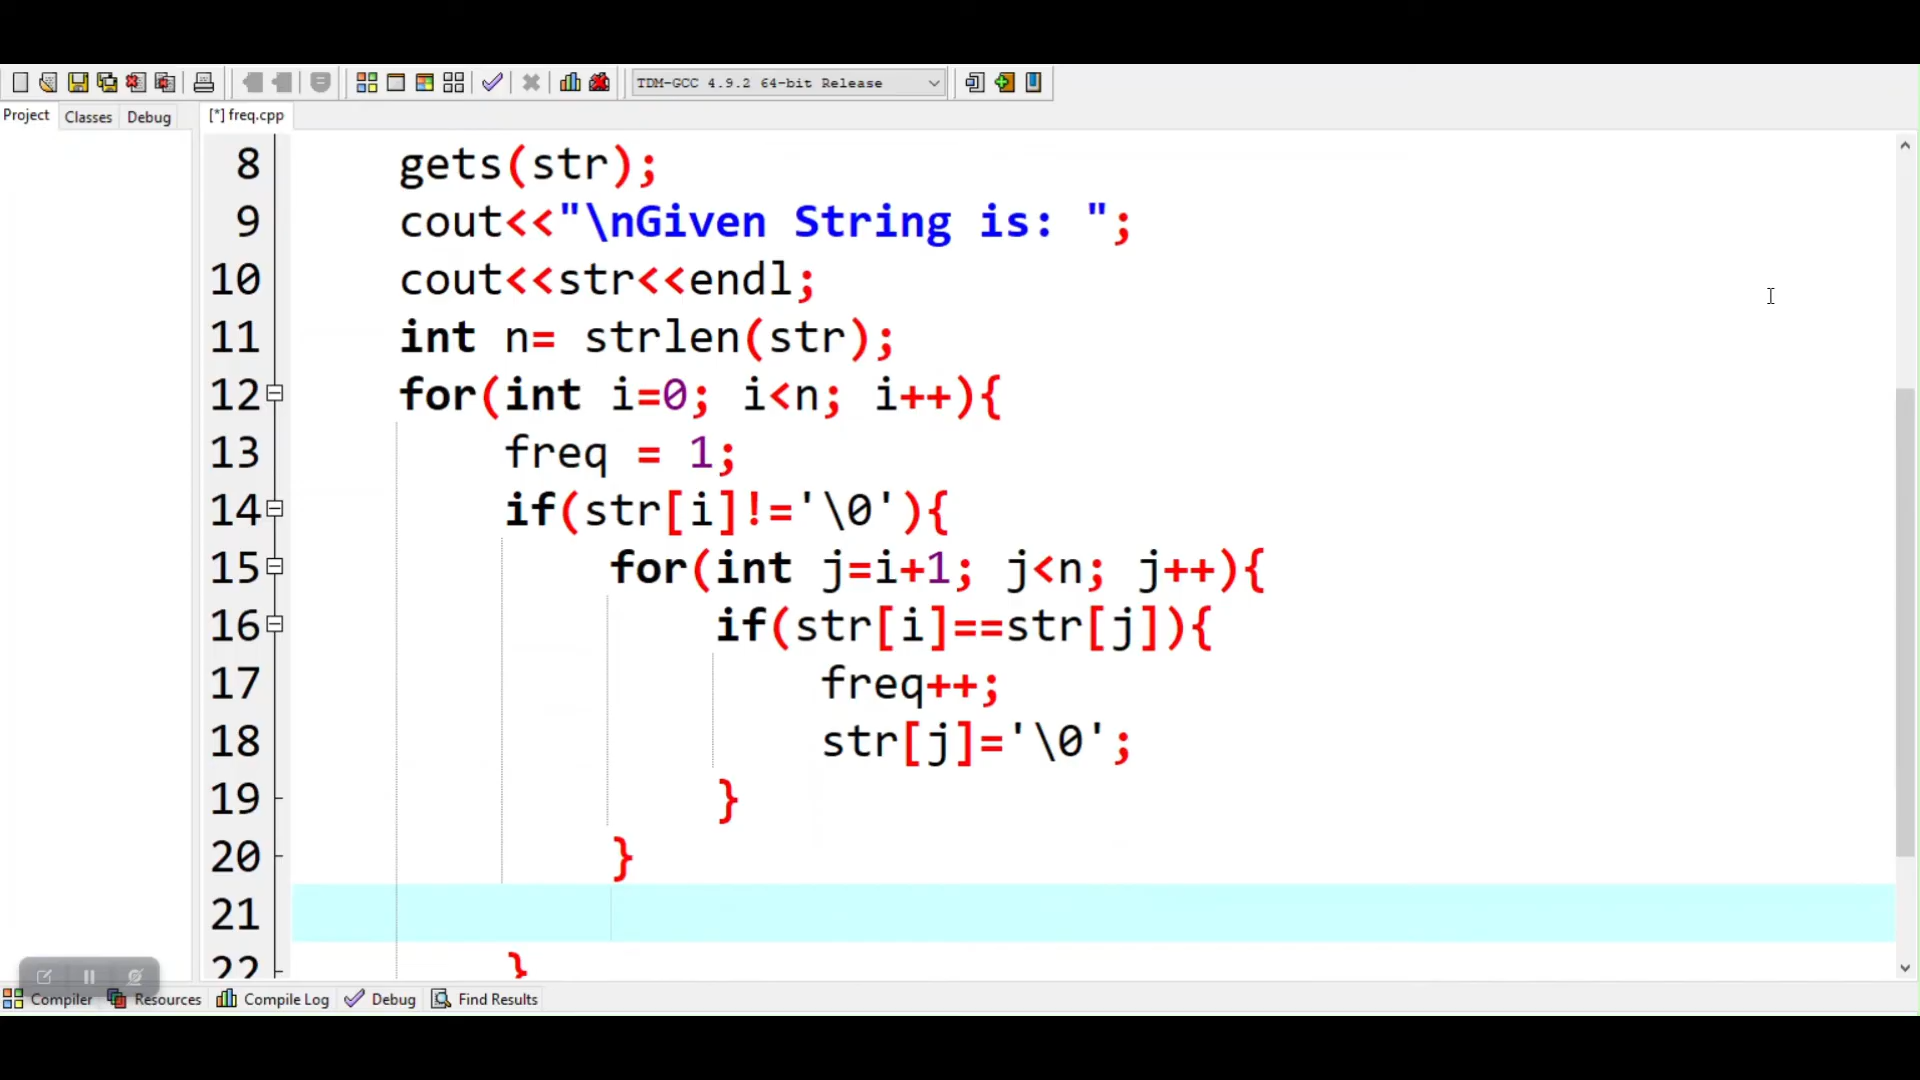 TDM-GCC 4.9.2 64-bit Release
Project Classes Debug [*] freq.cpp
8 gets(str);
9 cout<<"\nGiven String is: ";
10 cout<<str<<endl;
11 int n= strlen(str);
12 for(int i=0; i<n; i++){
13 freq = 1;
14 if(str[i]!='\0'){
15 for(int j=i+1; j<n; j++){
16 if(str[i]==str[j]){
17 freq++;
18 str[j]='\0';
19 }
20 }
21
22 }
Compiler Resources Compile Log Debug Find Results